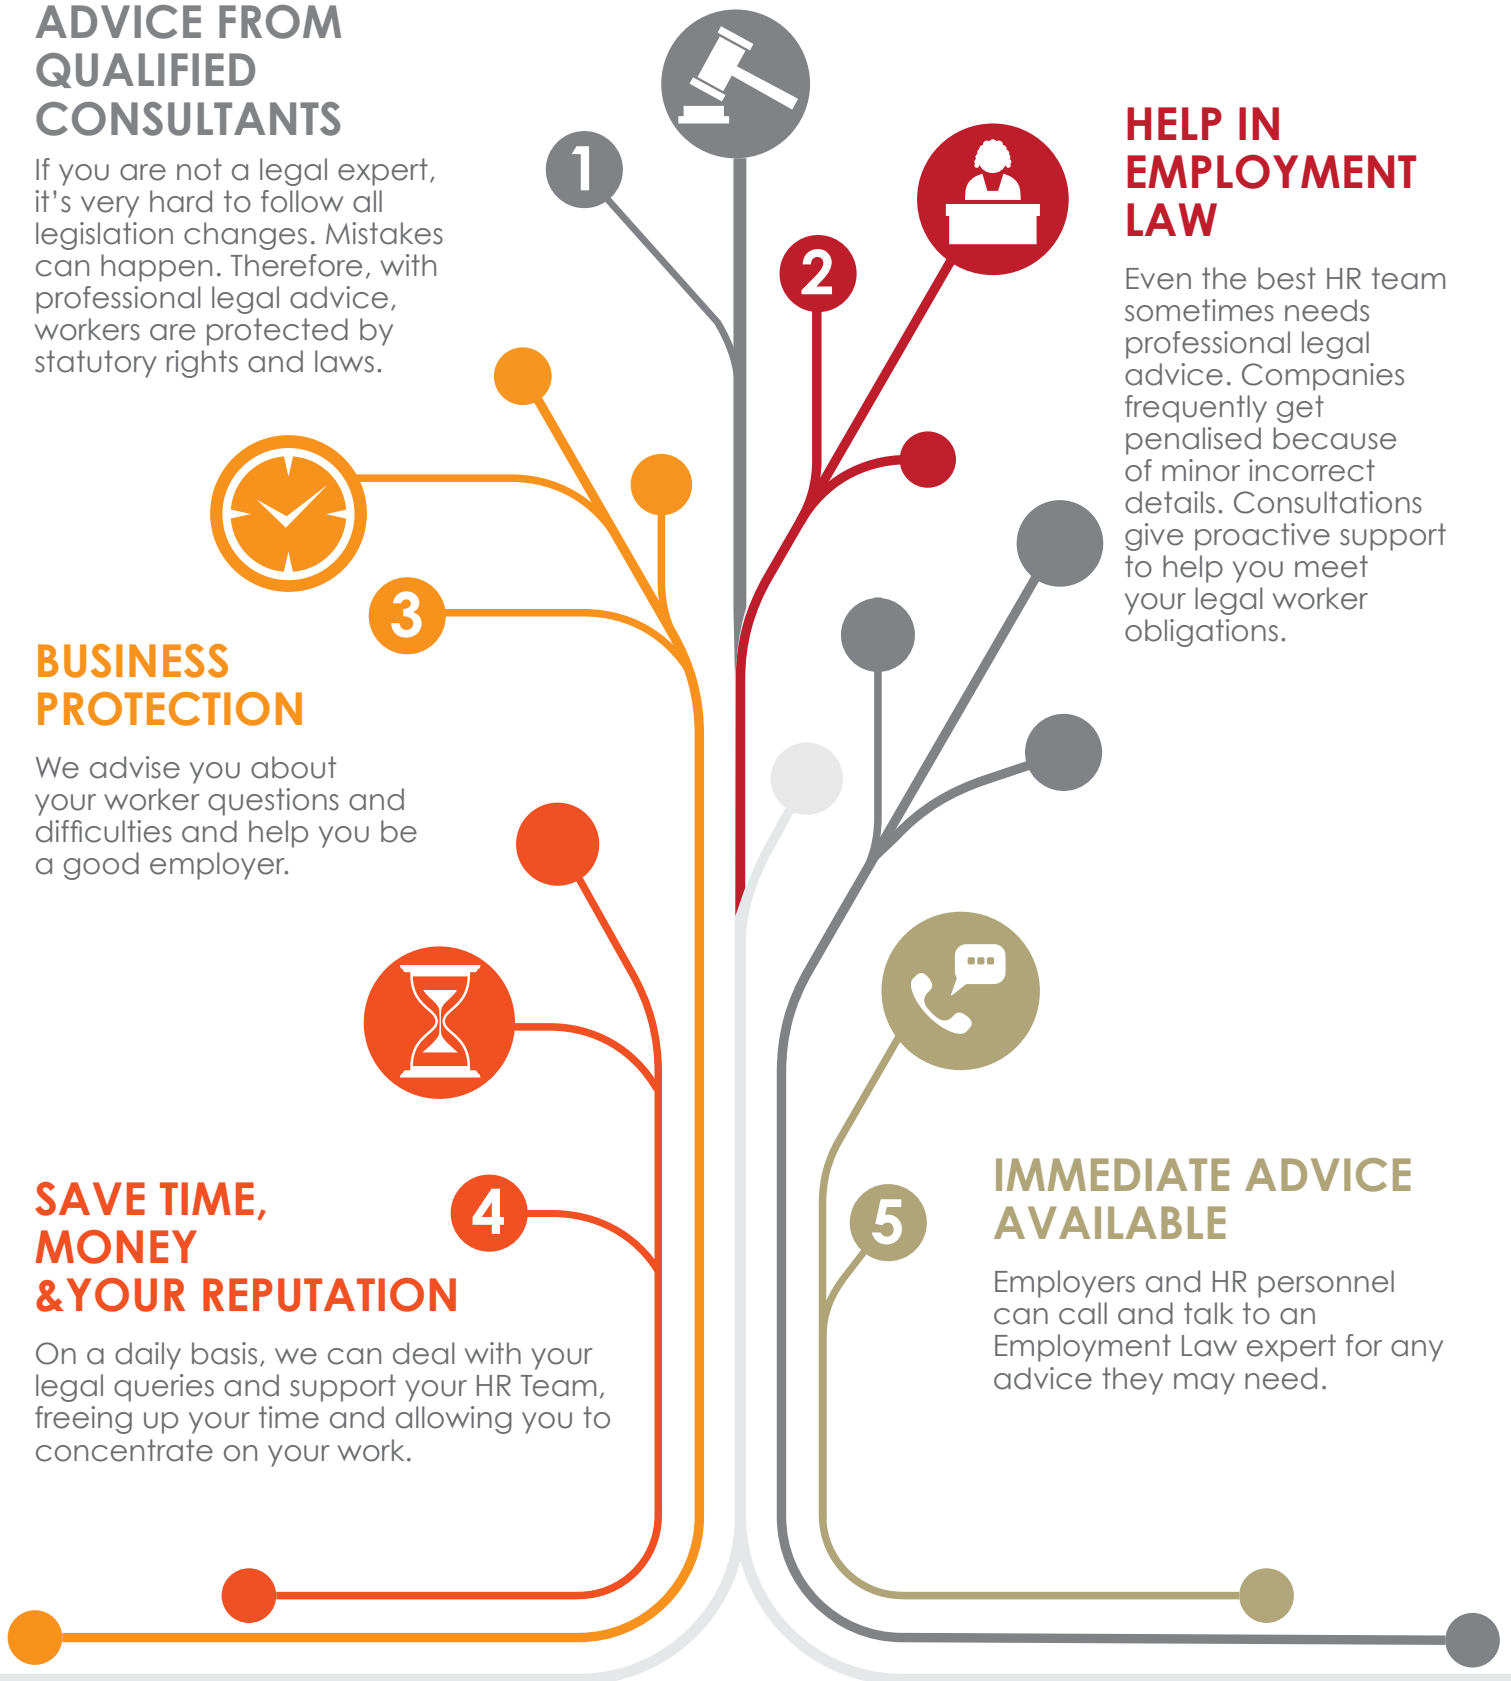 ADVICE FROM
QUALIFIED
CONSULTANTS
If you are not a legal expert,
it's very hard to follow all
legislation changes. Mistakes
can happen. Therefore, with
professional legal advice,
workers are protected by
statutory rights and laws.
1
2
HELP IN
EMPLOYMENT
LAW
Even the best HR team
sometimes needs
professional legal
advice. Companies
frequently get
penalised because
of minor incorrect
details. Consultations
give proactive support
to help you meet
your legal worker
obligations.
3
BUSINESS
PROTECTION
We advise you about
your worker questions and
difficulties and help you be
a good employer.
4
SAVE TIME,
MONEY
&YOUR REPUTATION
On a daily basis, we can deal with your
legal queries and support your HR Team,
freeing up your time and allowing you to
concentrate on your work.
5
IMMEDIATE ADVICE
AVAILABLE
Employers and HR personnel
can call and talk to an
Employment Law expert for any
advice they may need.